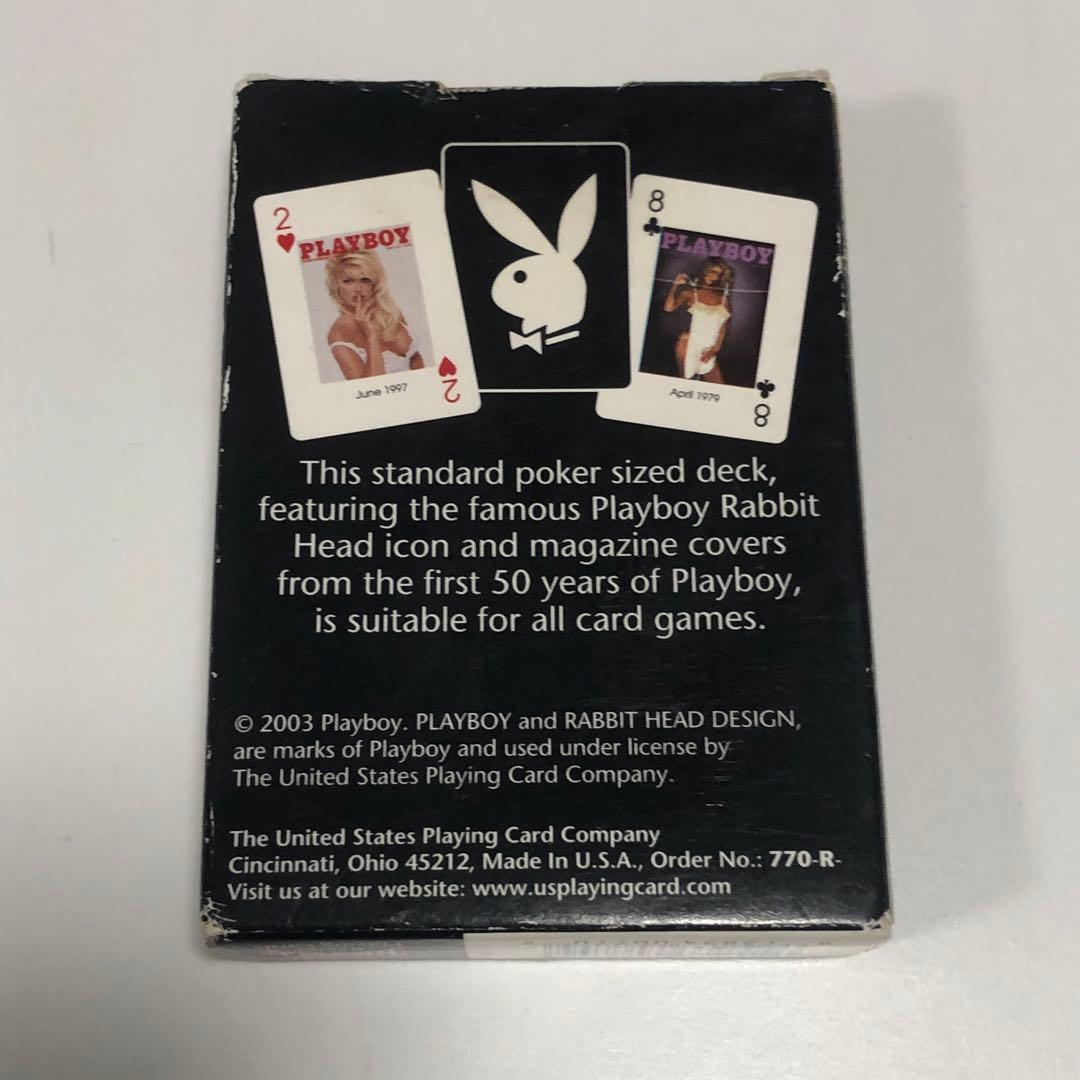 2
PLAYBOY
June 1997
2
8
PLAYBOY
April 1979
8
This standard poker sized deck,
featuring the famous Playboy Rabbit
Head icon and magazine covers
from the first 50 years of Playboy,
is suitable for all card games.
© 2003 Playboy. PLAYBOY and RABBIT HEAD DESIGN,
are marks of Playboy and used under license by
The United States Playing Card Company.
The United States Playing Card Company
Cincinnati, Ohio 45212, Made In U.S.A., Order No.: 770-R-
Visit us at our website: www.usplayingcard.com